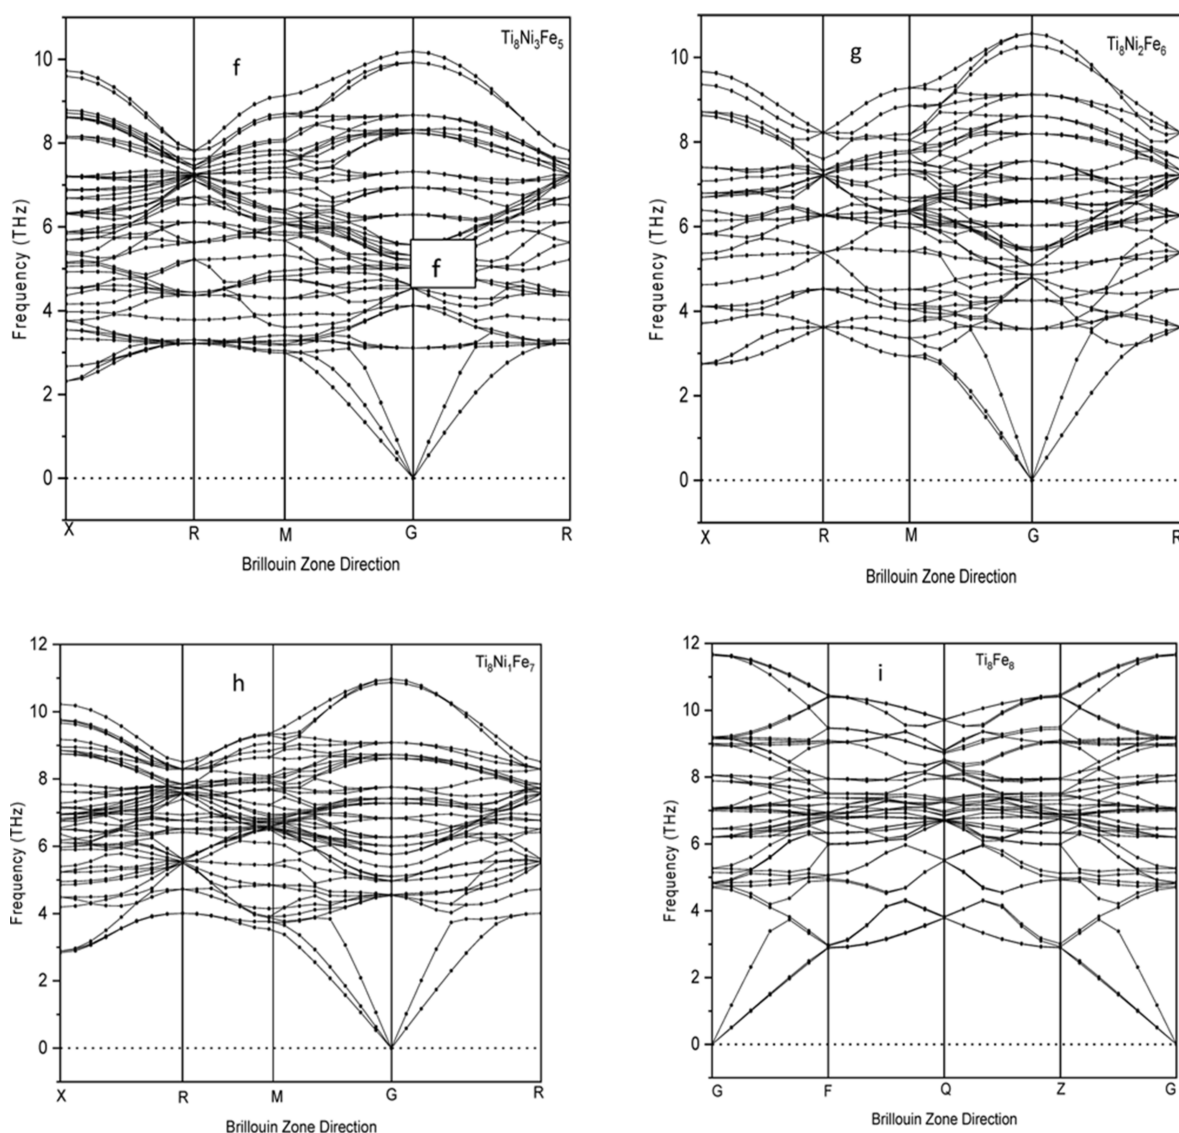 Ti8Ni3Fe5
f
10
8
6
4
2
0
Frequency (THz)
f
X R M G R
Brillouin Zone Direction
Ti8Ni2Fe6
g
10
8
6
4
2
0
Frequency (THz)
X R M G R
Brillouin Zone Direction
Ti8Ni1Fe7
h
12
10
8
6
4
2
0
Frequency (THz)
X R M G R
Brillouin Zone Direction
Ti8Fe8
i
12
10
8
6
4
2
0
Frequency (THz)
G F Q Z G
Brillouin Zone Direction